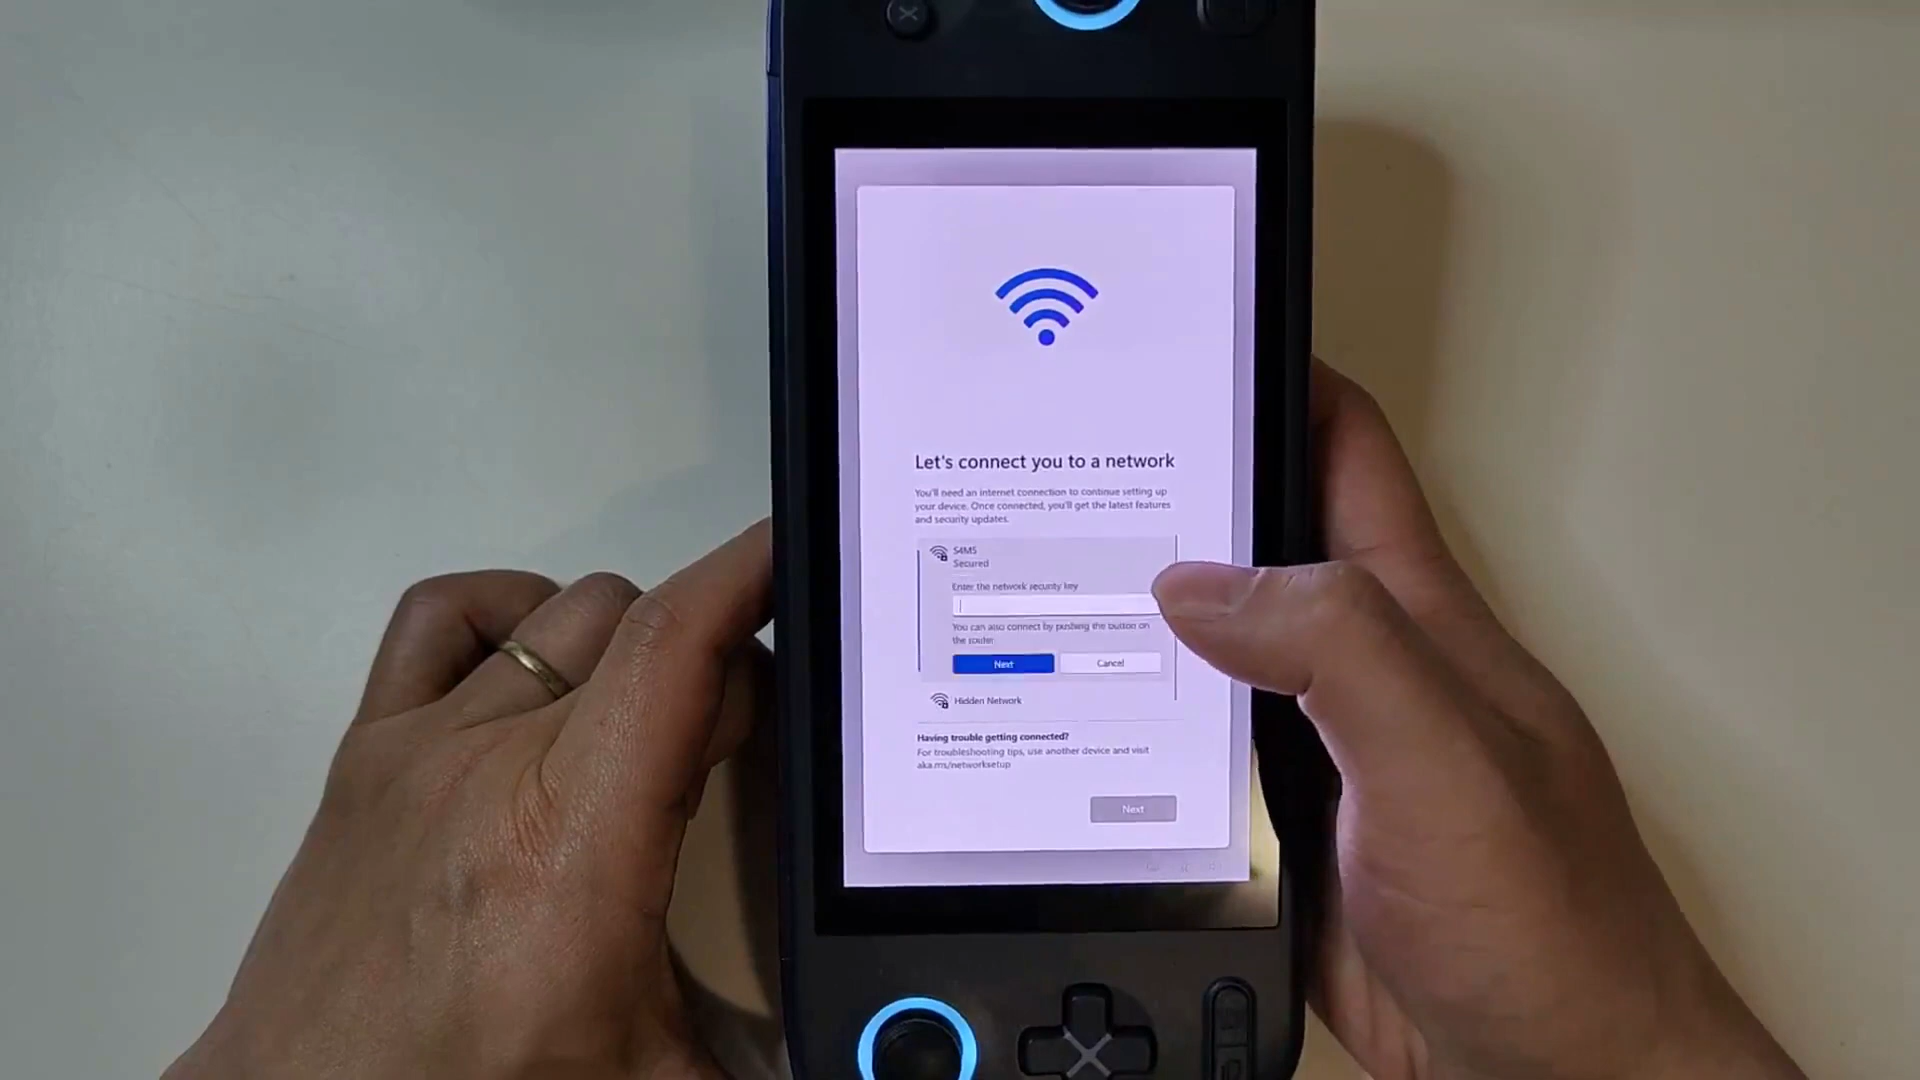 Let's connect you to a network
You'll need an internet connection to continue setting up
your device. Once connected, you'll get the latest features
and security updates.
S4MS
Secured
Enter the network security key
You can also connect by pushing the button on
the router.
Next
Cancel
Hidden Network
Having trouble getting connected?
For troubleshooting tips, use another device and visit
aka.ms/networksetup
Next